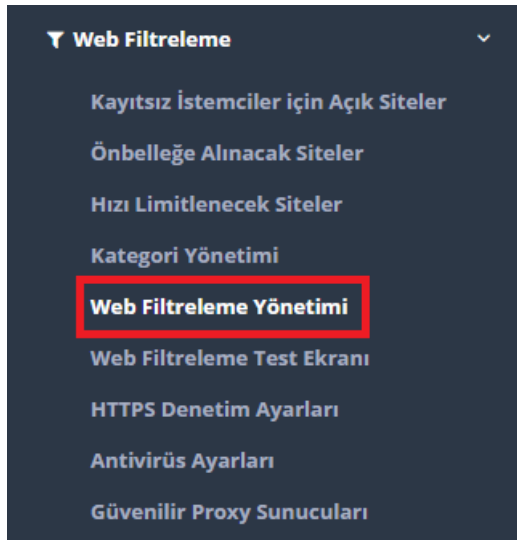 Web Filtreleme
Kayıtsız İstemciler için Açık Siteler
Önbelleğe Alınacak Siteler
Hızı Limitlenecek Siteler
Kategori Yönetimi
Web Filtreleme Yönetimi
Web Filtreleme Test Ekranı
HTTPS Denetim Ayarları
Antivirüs Ayarları
Güvenilir Proxy Sunucuları